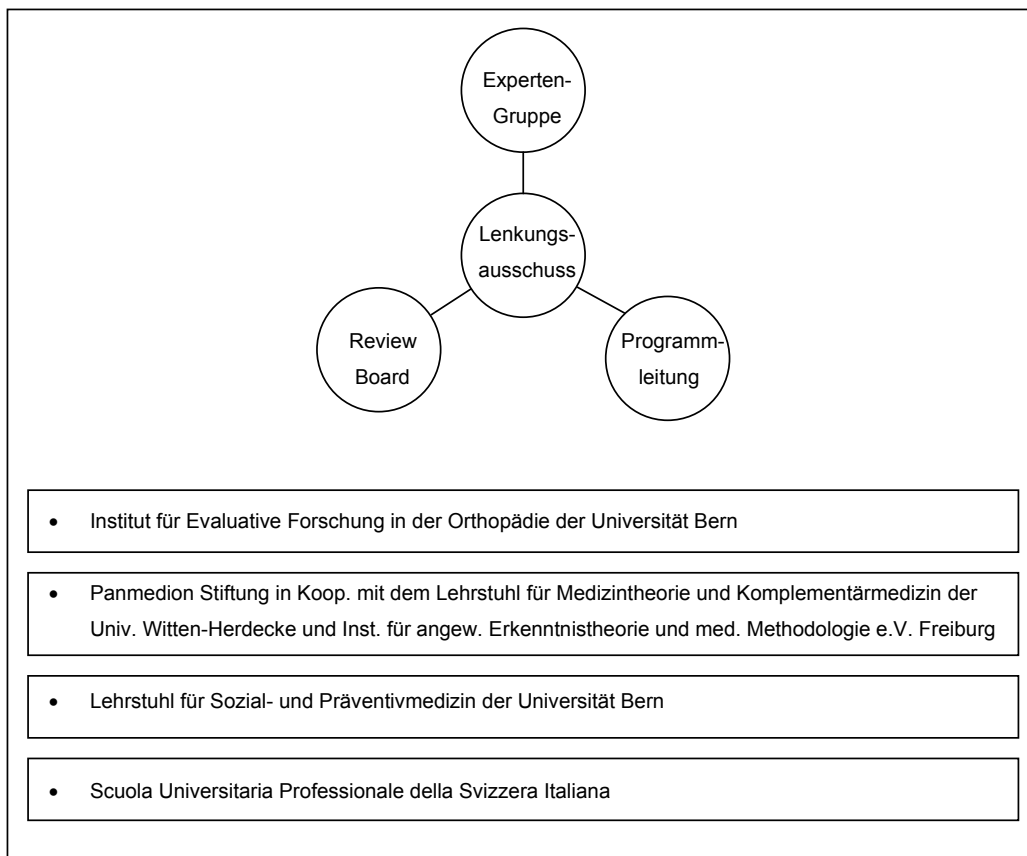 Experten-
Gruppe
Lenkungs-
ausschuss
Review
Board
Programm-
leitung
• Institut für Evaluative Forschung in der Orthopädie der Universität Bern
• Panmedion Stiftung in Koop. mit dem Lehrstuhl für Medizintheorie und Komplementärmedizin der
Univ. Witten-Herdecke und Inst. für angew. Erkenntnistheorie und med. Methodologie e.V. Freiburg
• Lehrstuhl für Sozial- und Präventivmedizin der Universität Bern
• Scuola Universitaria Professionale della Svizzera Italiana